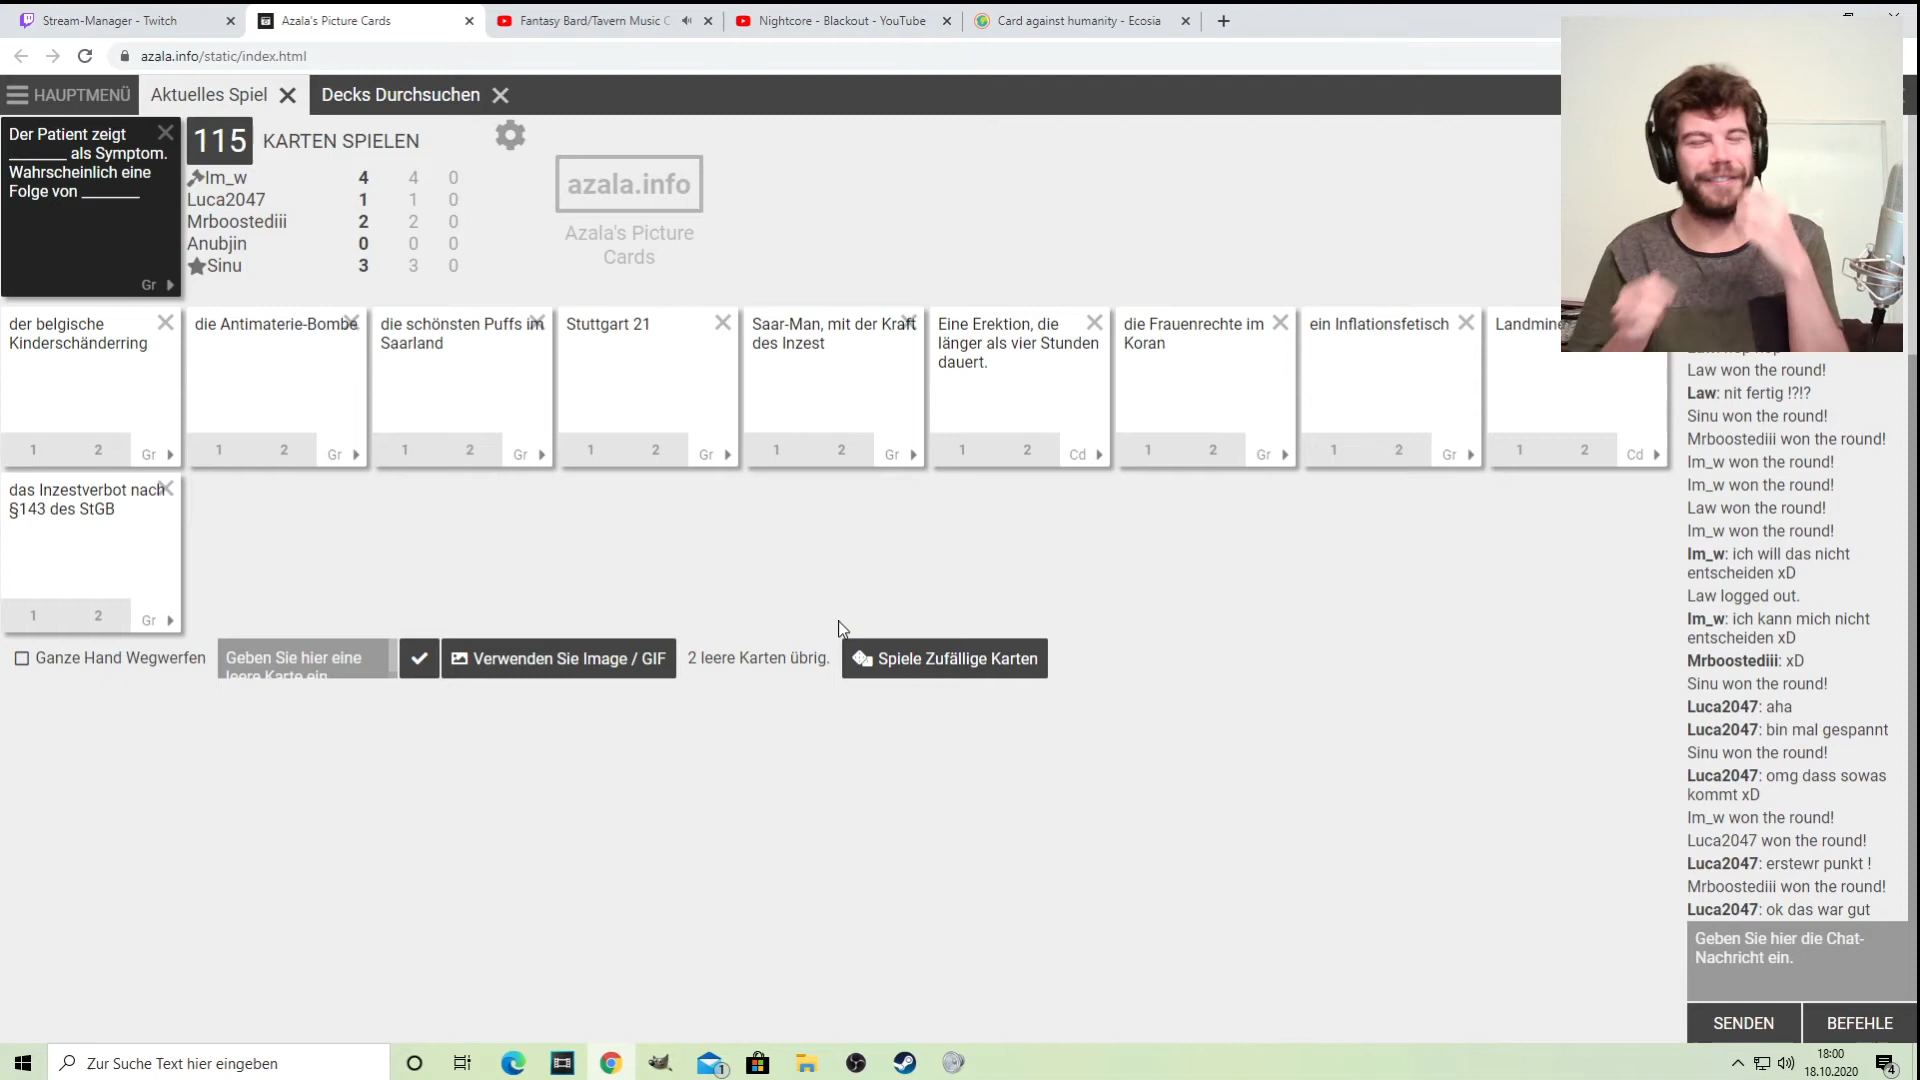 Stream-Manager - Twitch
Azala's Picture Cards
Fantasy Bard/Tavern Music C
Nightcore - Blackout - YouTube
Card against humanity - Ecosia
azala.info/static/index.html
HAUPTMENÜ
Aktuelles Spiel
Decks Durchsuchen
Der Patient zeigt
_______ als Symptom.
Wahrscheinlich eine
Folge von _______
Gr
115 KARTEN SPIELEN
Im_w 4 4 0
Luca2047 1 1 0
Mrboostediii 2 2 0
Anubjin 0 0 0
Sinu 3 3 0
azala.info
Azala's Picture
Cards
der belgische
Kinderschänderring
1 2 Gr
die Antimaterie-Bombe
1 2 Gr
die schönsten Puffs im
Saarland
1 2 Gr
Stuttgart 21
1 2 Gr
Saar-Man, mit der Kraft
des Inzest
1 2 Gr
Eine Erektion, die
länger als vier Stunden
dauert.
1 2 Cd
die Frauenrechte im
Koran
1 2 Gr
ein Inflationsfetisch
1 2 Gr
Landmine
1 2 Cd
das Inzestverbot nach
§143 des StGB
1 2 Gr
Ganze Hand Wegwerfen
Geben Sie hier eine
leere Karte ein
Verwenden Sie Image / GIF
2 leere Karten übrig.
Spiele Zufällige Karten
Law won the round!
Law: nit fertig !?!?
Sinu won the round!
Mrboostediii won the round!
Im_w won the round!
Im_w won the round!
Law won the round!
Im_w won the round!
Im_w: ich will das nicht
entscheiden xD
Law logged out.
Im_w: ich kann mich nicht
entscheiden xD
Mrboostediii: xD
Sinu won the round!
Luca2047: aha
Luca2047: bin mal gespannt
Sinu won the round!
Luca2047: omg dass sowas
kommt xD
Im_w won the round!
Luca2047 won the round!
Luca2047: erstewr punkt !
Mrboostediii won the round!
Luca2047: ok das war gut
Geben Sie hier die Chat-
Nachricht ein.
SENDEN
BEFEHLE
Zur Suche Text hier eingeben
1
18:00
18.10.2020
4